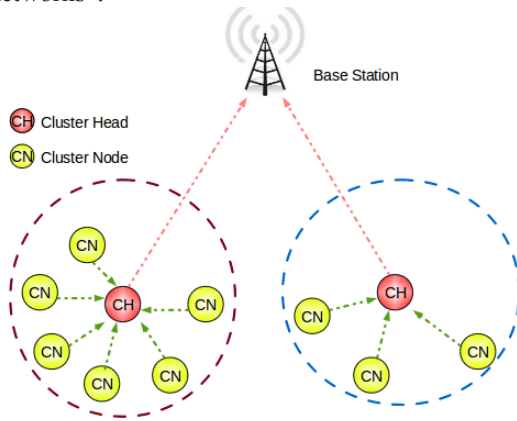 etworks .
Base Station
CH Cluster Head
CN Cluster Node
CN
CN
CH
CN
CN
CN
CN
CH
CN
CN
CN